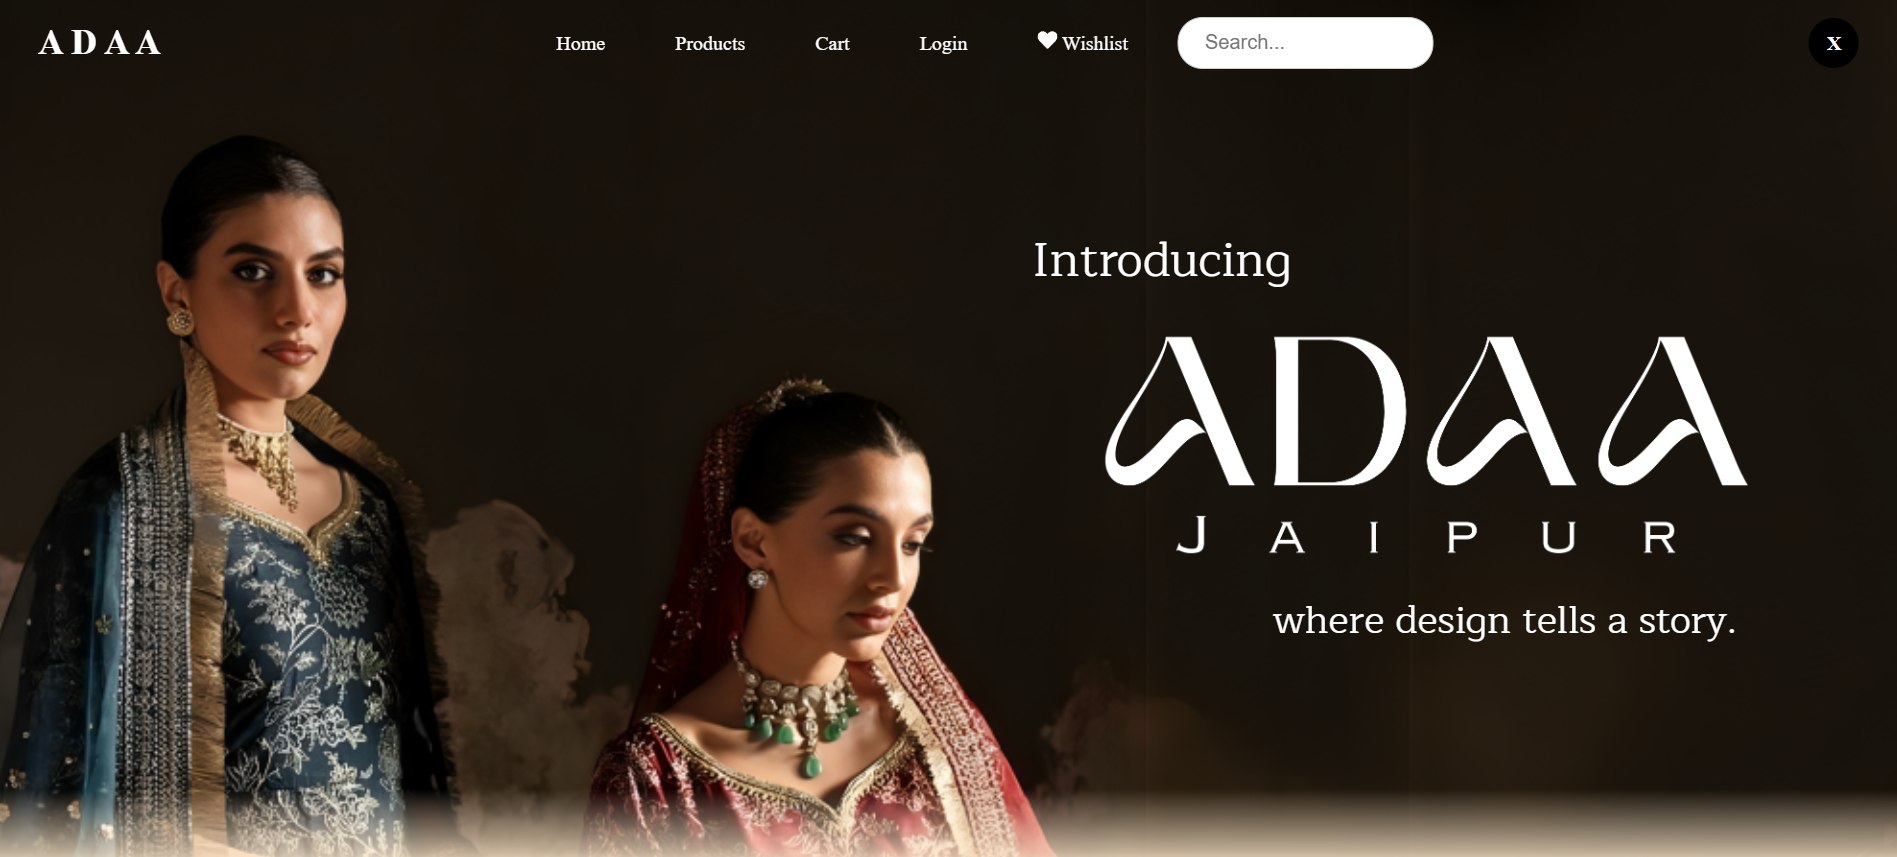 ADAA
Home Products Cart Login Wishlist Search... X
Introducing
ADAA
JAIPUR
where design tells a story.